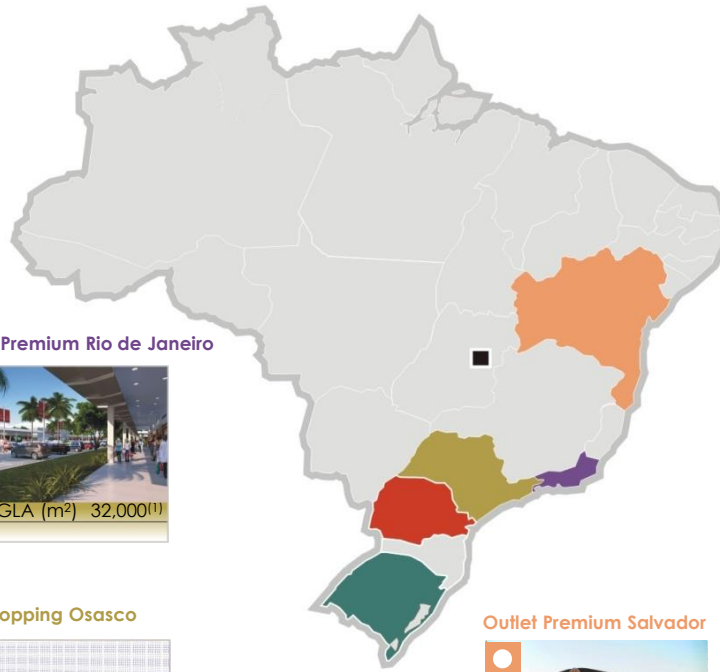 Premium Rio de Janeiro
GLA (m²) 32,000⁽¹⁾
opping Osasco
Outlet Premium Salvador